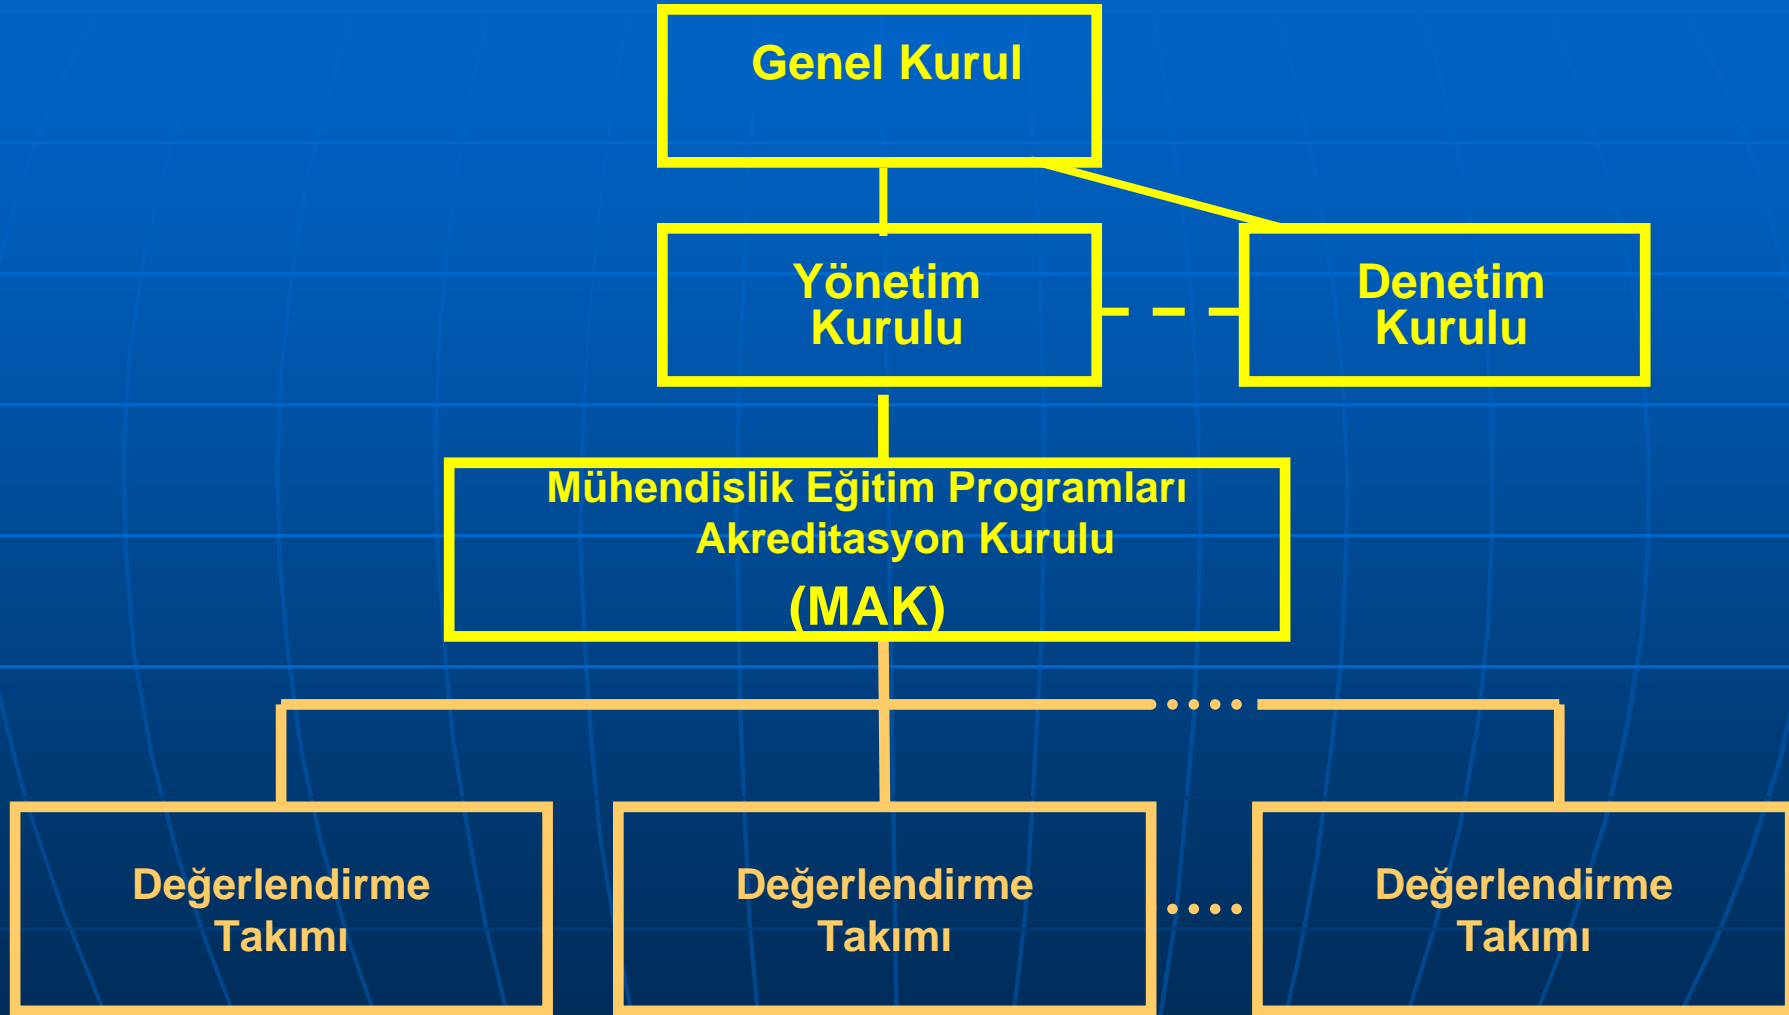 Genel Kurul
Yönetim
Kurulu
Denetim
Kurulu
Mühendislik Eğitim Programları
Akreditasyon Kurulu
(MAK)
Değerlendirme
Takımı
Değerlendirme
Takımı
Değerlendirme
Takımı